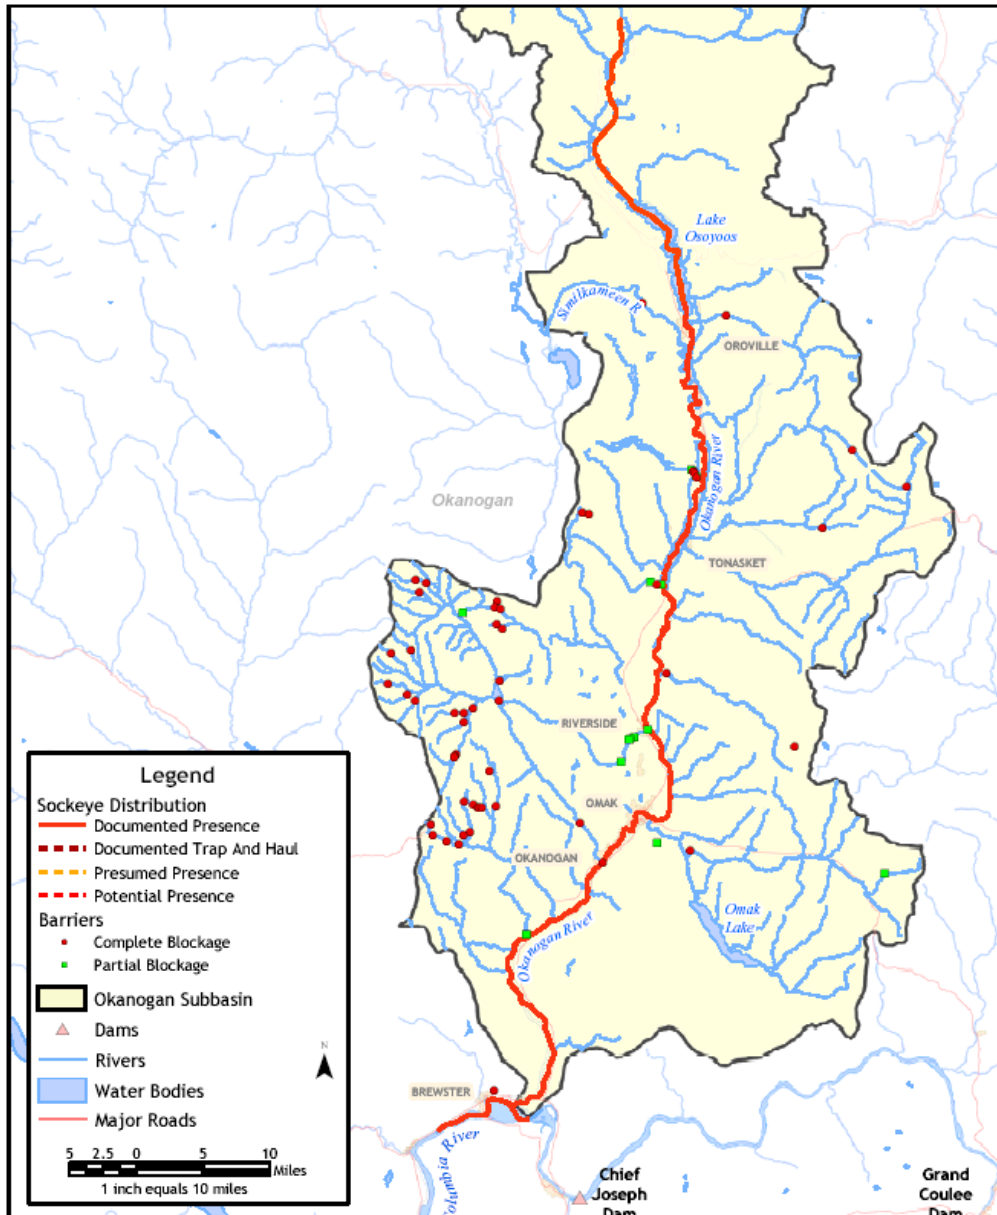 Lake
Osoyoos
Similkameen R
OROVILLE
Okanogan River
Okanogan
TONASKET
RIVERSIDE
OMAK
OKANOGAN
Omak
Lake
Okanogan River
BREWSTER
Columbia River
Chief
Joseph
Dam
Grand
Coulee
Dam
Legend
Sockeye Distribution
Documented Presence
Documented Trap And Haul
Presumed Presence
Potential Presence
Barriers
Complete Blockage
Partial Blockage
Okanogan Subbasin
Dams
Rivers
N
Water Bodies
Major Roads
5 2.5 0 5 10
Miles
1 inch equals 10 miles